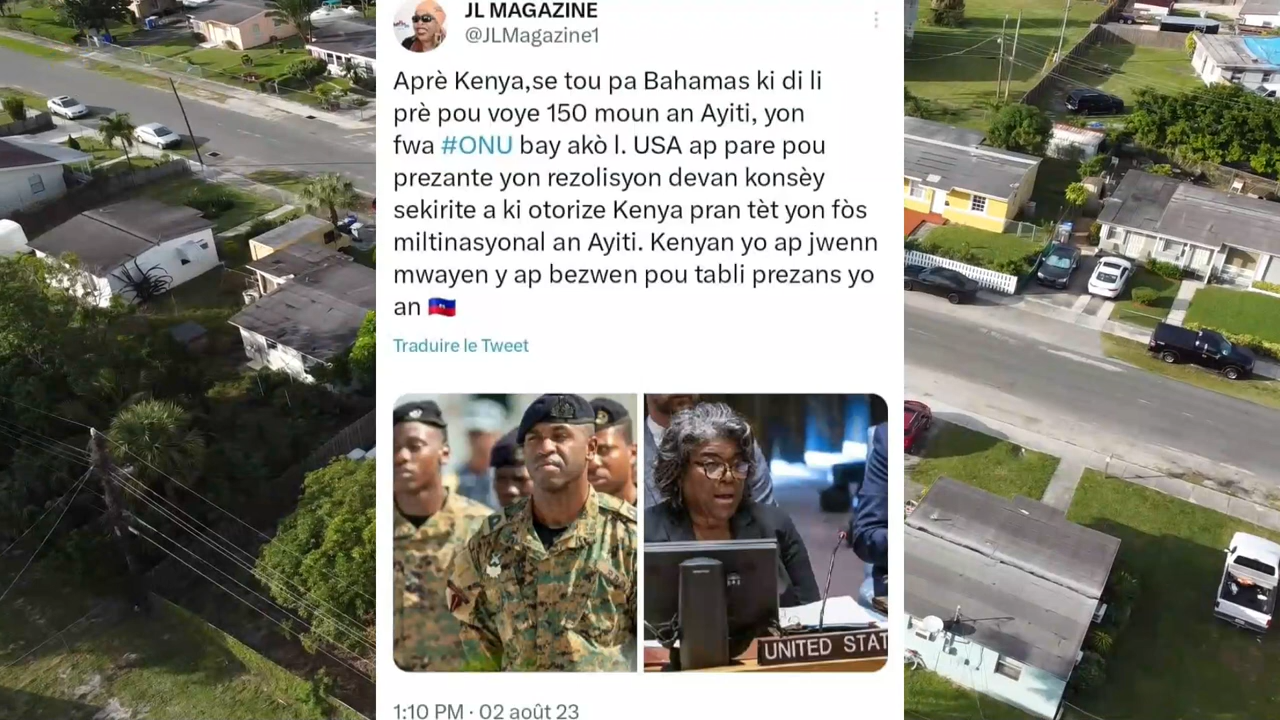 JL MAGAZINE
@JLMagazine1
Aprè Kenya,se tou pa Bahamas ki di li
prè pou voye 150 moun an Ayiti, yon
fwa #ONU bay akò l. USA ap pare pou
prezante yon rezolisyon devan konsèy
sekirite a ki otorize Kenya pran tèt yon fòs
miltinasyonal an Ayiti. Kenyan yo ap jwenn
mwayen y ap bezwen pou tabli prezans yo
an 🇭🇹
Traduire le Tweet
UNITED STAT
1:10 PM · 02 août 23